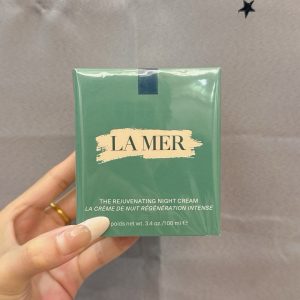 LA MER
THE REJUVENATING NIGHT CREAM
LA CRÈME DE NUIT RÉGÉNÉRATION INTENSE
poids net wt. 3.4 oz./100 ml ℮